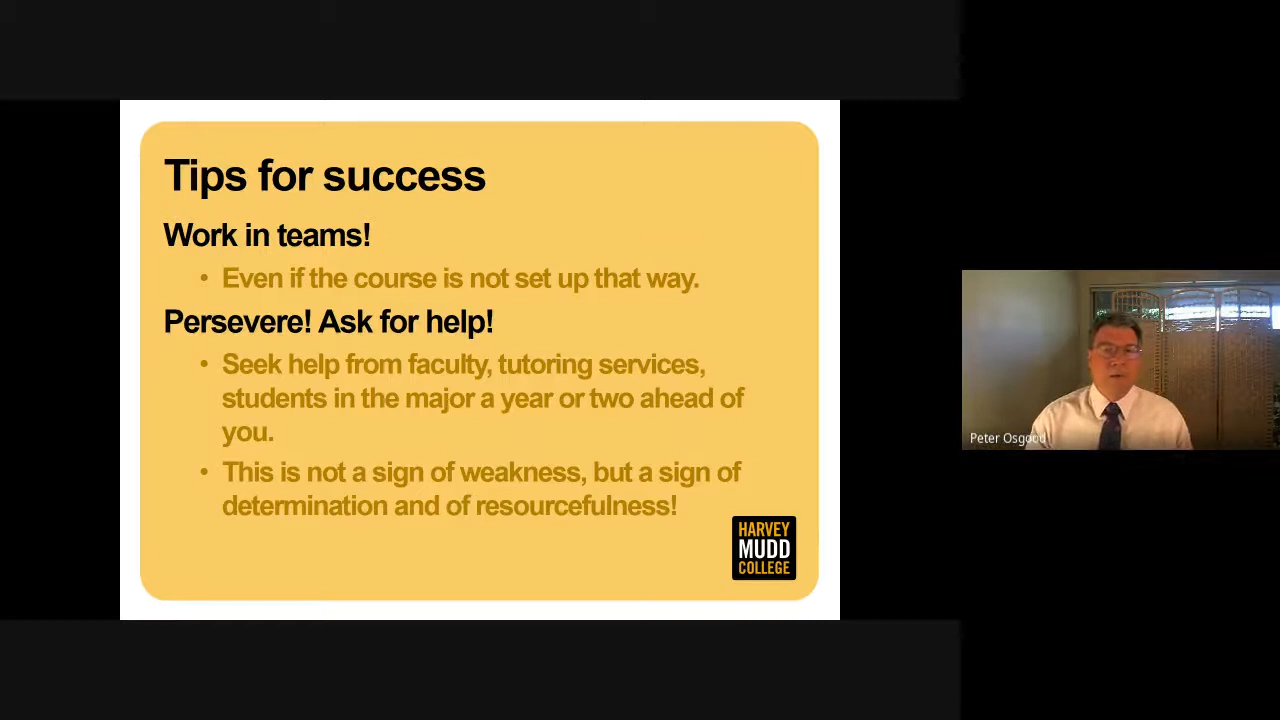 Tips for success
Work in teams!
• Even if the course is not set up that way.
Persevere! Ask for help!
• Seek help from faculty, tutoring services,
students in the major a year or two ahead of
you.
• This is not a sign of weakness, but a sign of
determination and of resourcefulness!
HARVEY
MUDD
COLLEGE
Peter Osgood